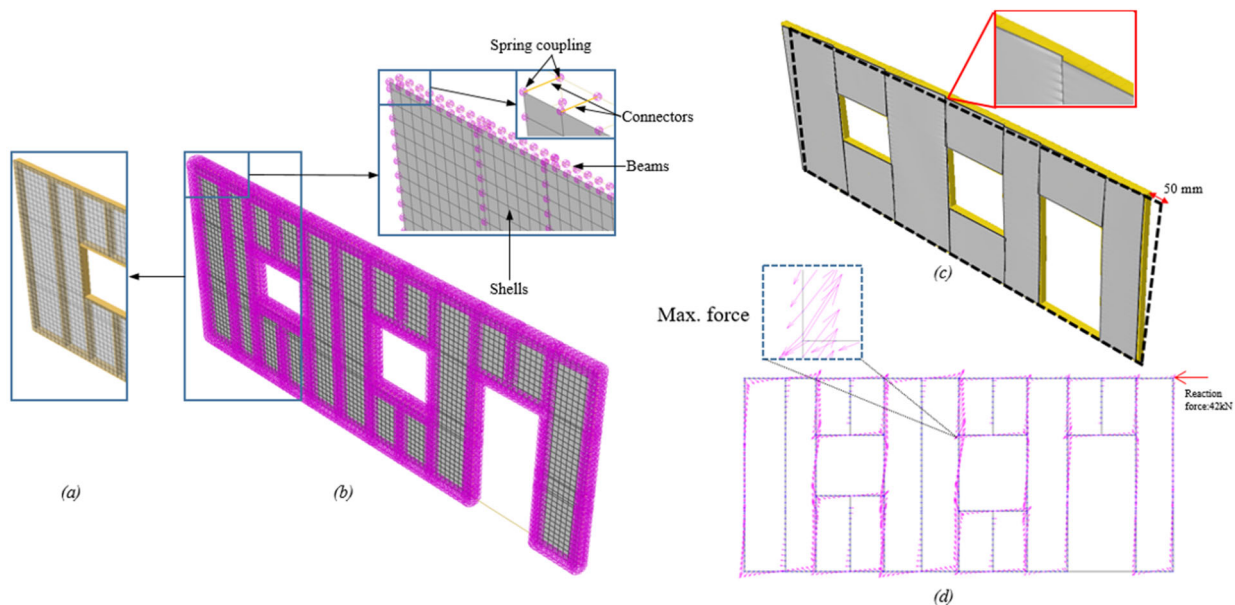 Spring coupling
Connectors
Beams
Shells
(a)
(b)
50 mm
(c)
Max. force
Reaction
force:42kN
(d)